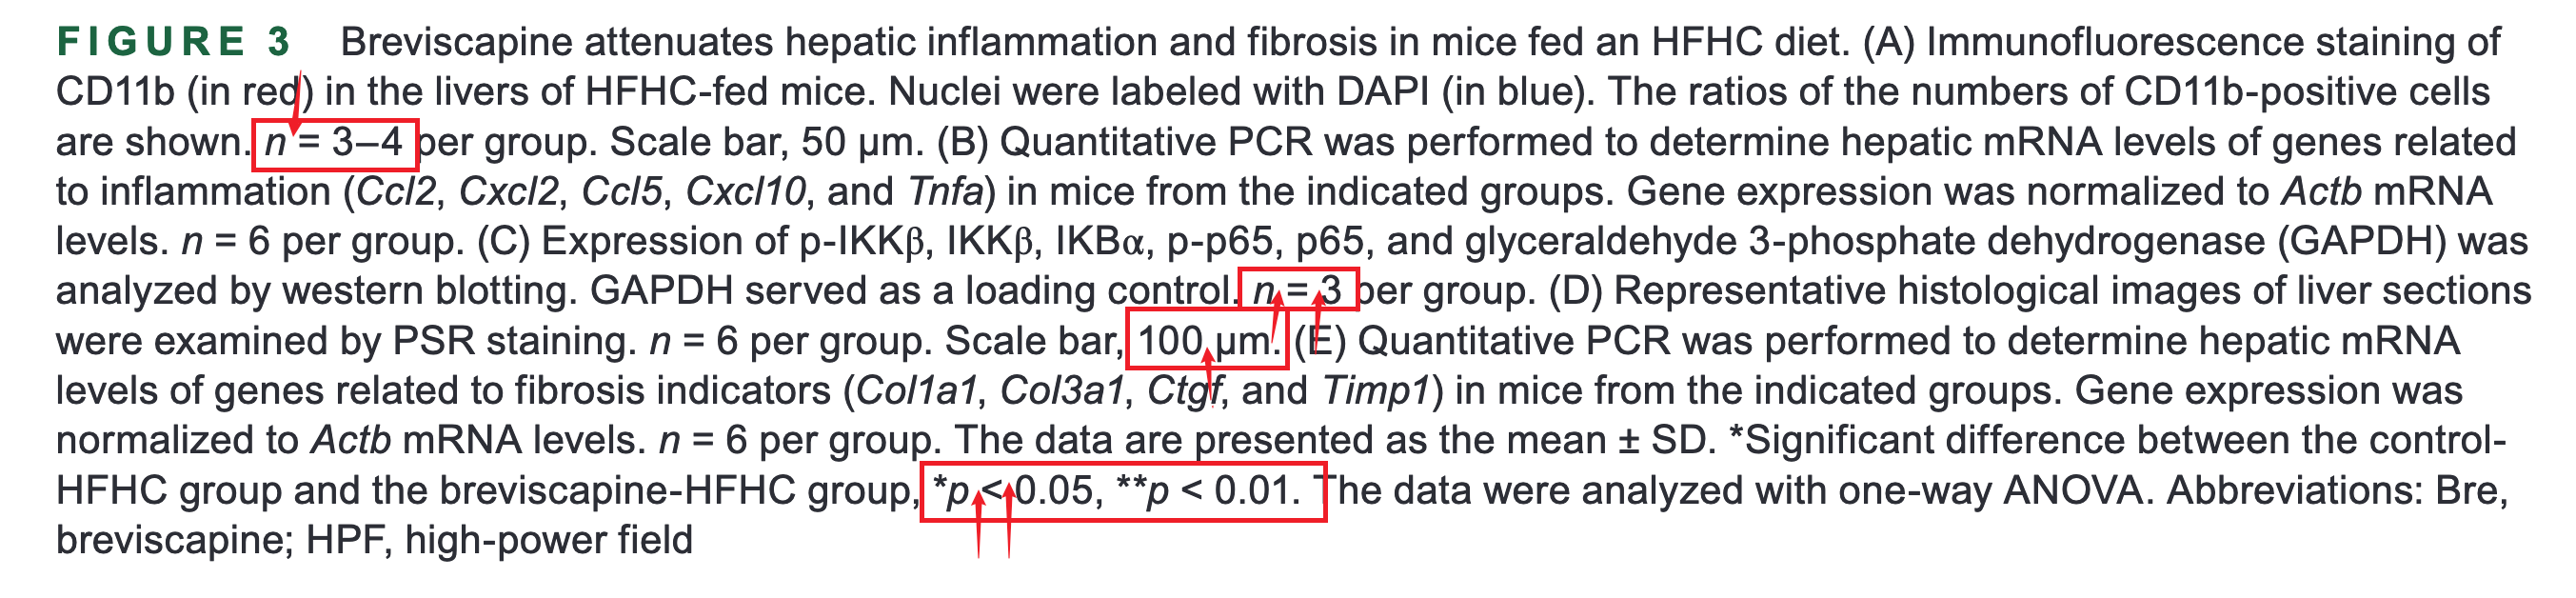 FIGURE 3 Breviscapine attenuates hepatic inflammation and fibrosis in mice fed an HFHC diet. (A) Immunofluorescence staining of
CD11b (in red) in the livers of HFHC-fed mice. Nuclei were labeled with DAPI (in blue). The ratios of the numbers of CD11b-positive cells
are shown. n = 3–4 per group. Scale bar, 50 μm. (B) Quantitative PCR was performed to determine hepatic mRNA levels of genes related
to inflammation (Ccl2, Cxcl2, Ccl5, Cxcl10, and Tnfa) in mice from the indicated groups. Gene expression was normalized to Actb mRNA
levels. n = 6 per group. (C) Expression of p-IKKβ, IKKβ, IKBα, p-p65, p65, and glyceraldehyde 3-phosphate dehydrogenase (GAPDH) was
analyzed by western blotting. GAPDH served as a loading control. n = 3 per group. (D) Representative histological images of liver sections
were examined by PSR staining. n = 6 per group. Scale bar, 100 μm. (E) Quantitative PCR was performed to determine hepatic mRNA
levels of genes related to fibrosis indicators (Col1a1, Col3a1, Ctgf, and Timp1) in mice from the indicated groups. Gene expression was
normalized to Actb mRNA levels. n = 6 per group. The data are presented as the mean ± SD. *Significant difference between the control-
HFHC group and the breviscapine-HFHC group, *p < 0.05, **p < 0.01. The data were analyzed with one-way ANOVA. Abbreviations: Bre,
breviscapine; HPF, high-power field